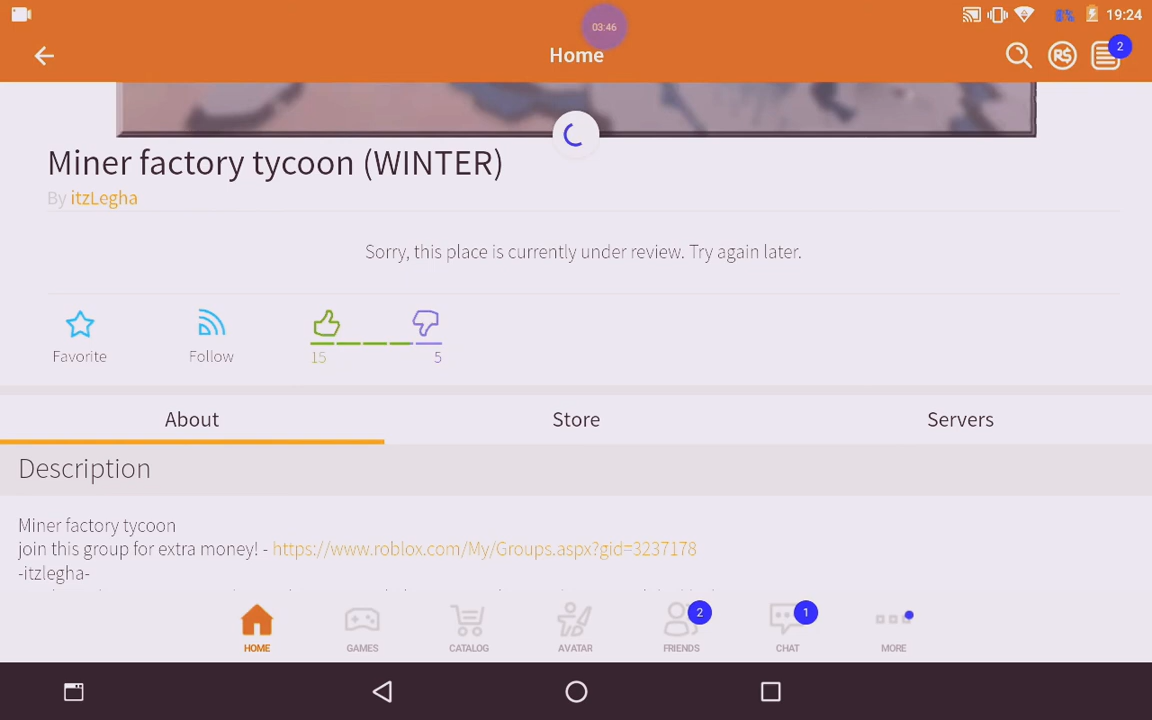 03:46
8%
19:24
Home
R$
2
Miner factory tycoon (WINTER)
By itzLegha
Sorry, this place is currently under review. Try again later.
Favorite
Follow
15
5
About
Store
Servers
Description
Miner factory tycoon
join this group for extra money! - https://www.roblox.com/My/Groups.aspx?gid=3237178
-itzlegha-
2
1
HOME
GAMES
CATALOG
AVATAR
FRIENDS
CHAT
MORE